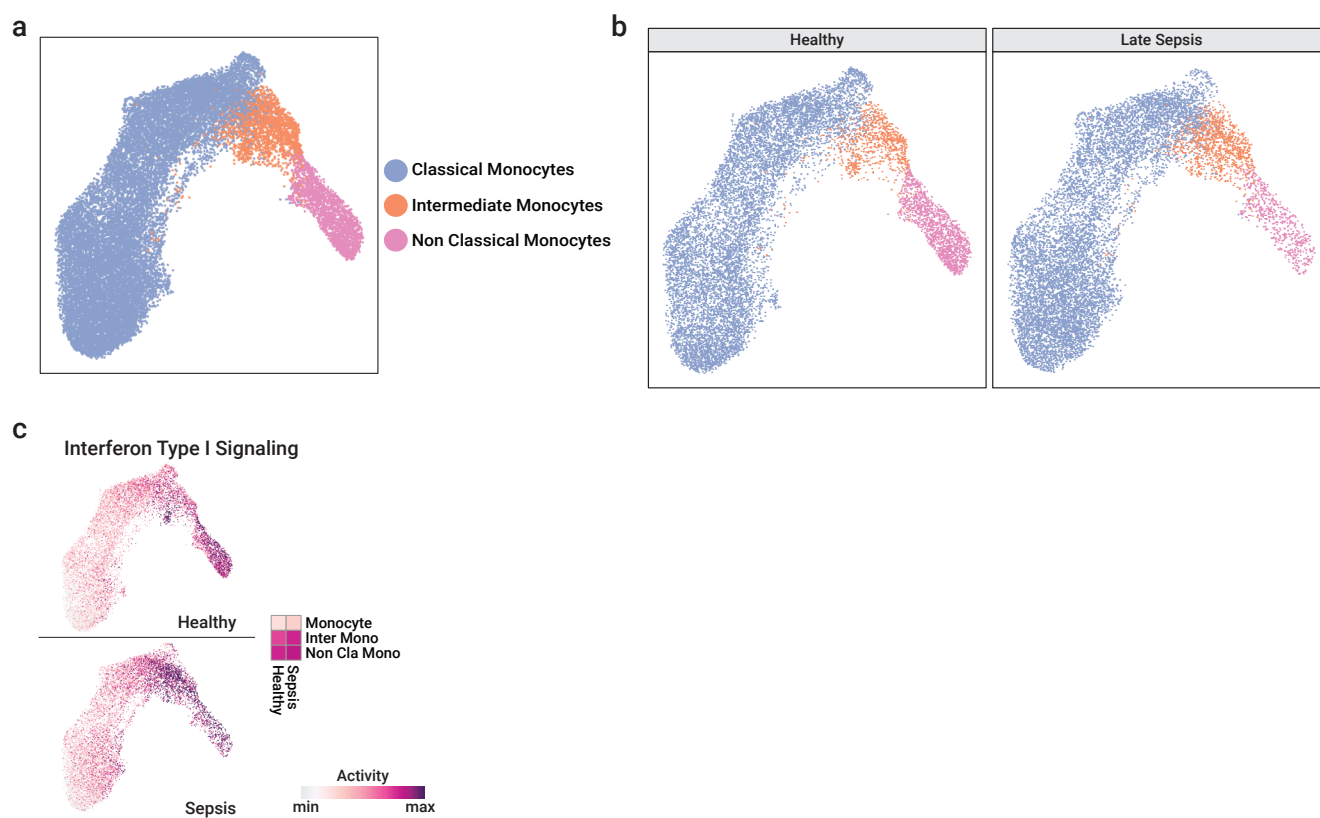 a
Classical Monocytes
Intermediate Monocytes
Non Classical Monocytes
b
Healthy
Late Sepsis
c
Interferon Type I Signaling
Healthy
Monocyte
Inter Mono
Non Cla Mono
Healthy
Sepsis
Sepsis
Activity
min
max